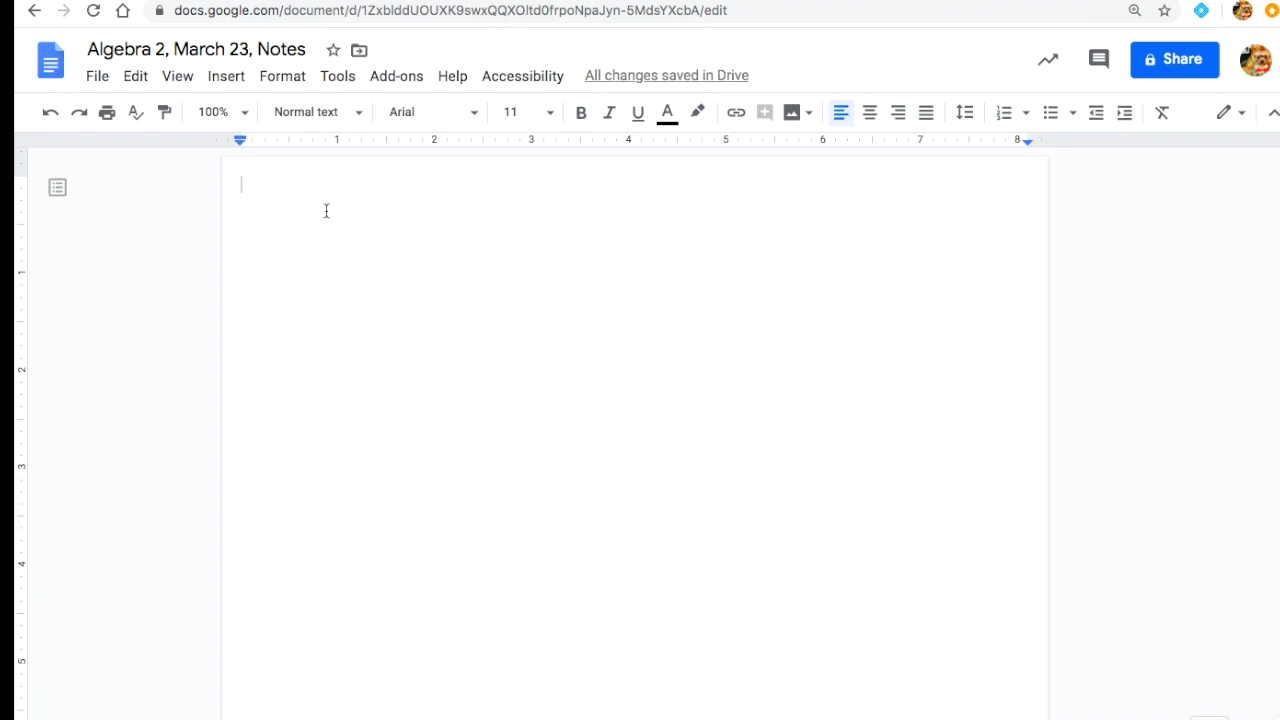 docs.google.com/document/d/1ZxblddUOUXK9swxQQXOltd0frpoNpaJyn-5MdsYXcbA/edit
Algebra 2, March 23, Notes
File Edit View Insert Format Tools Add-ons Help Accessibility All changes saved in Drive
Share
100% Normal text Arial 11 B I U A
1 2 3 4 5 6 7 8
1
2
3
4
5